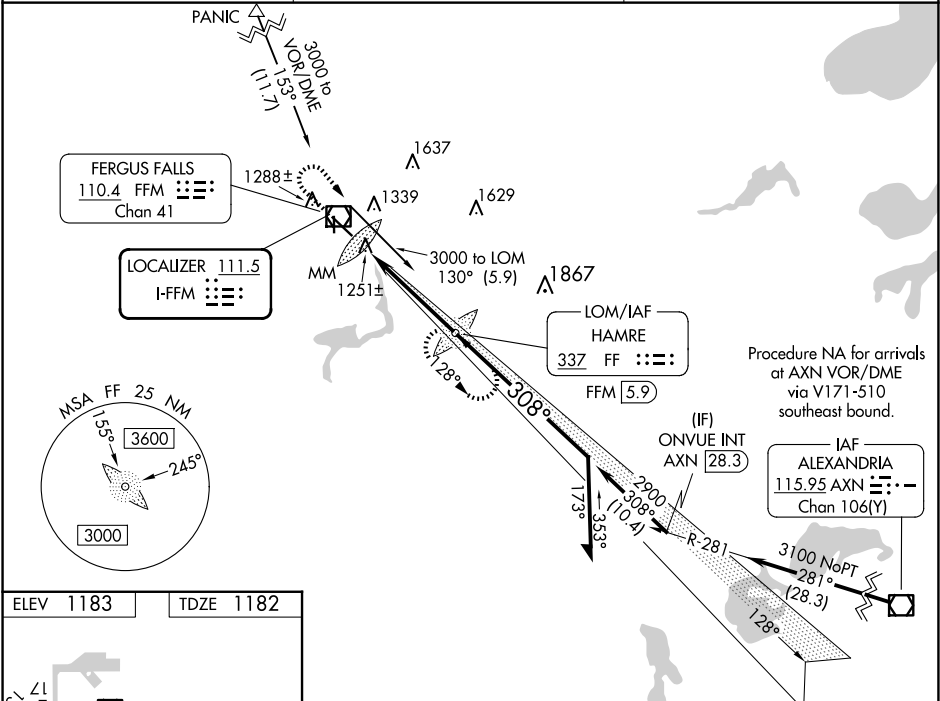 PANIC
3000 to
VOR/DME
153°
(11.7)
FERGUS FALLS
110.4 FFM
Chan 41
1288±
1637
1339
1629
LOCALIZER 111.5
I-FFM
MM
1251±
3000 to LOM
130° (5.9)
1867
LOM/IAF
HAMRE
337 FF
FFM 5.9
128°
308°
Procedure NA for arrivals
at AXN VOR/DME
via V171-510
southeast bound.
(IF)
ONVUE INT
AXN 28.3
IAF
ALEXANDRIA
115.95 AXN
Chan 106(Y)
MSA FF 25 NM
155°
3600
245°
3000
173°
353°
2900
308°
(10.4)
R-281
3100 NoPT
281°
(28.3)
128°
ELEV 1183
TDZE 1182
17